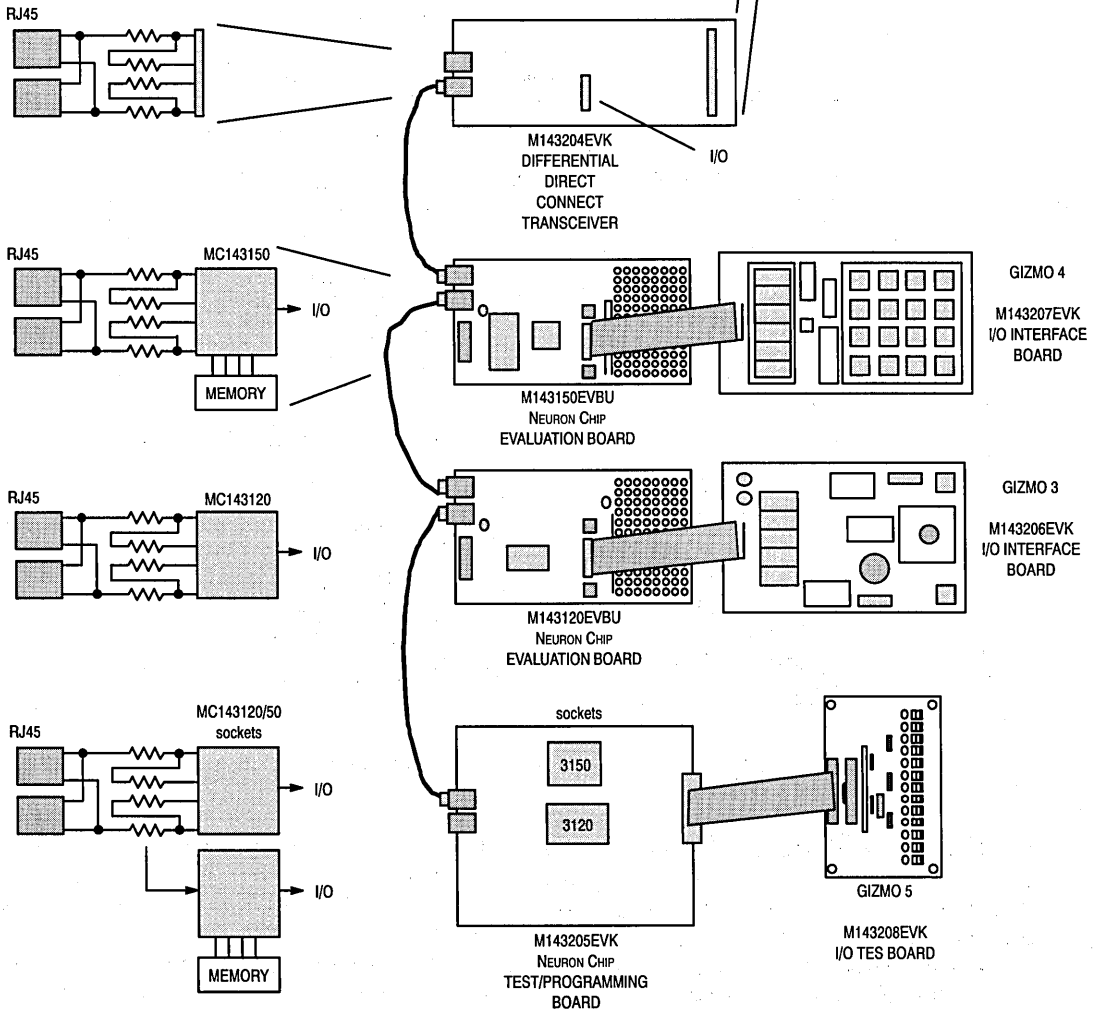 RJ45
M143204EVK
DIFFERENTIAL
DIRECT
CONNECT
TRANSCEIVER
I/O
RJ45
MC143150
I/O
MEMORY
M143150EVBU
NEURON CHIP
EVALUATION BOARD
GIZMO 4
M143207EVK
I/O INTERFACE
BOARD
RJ45
MC143120
I/O
M143120EVBU
NEURON CHIP
EVALUATION BOARD
GIZMO 3
M143206EVK
I/O INTERFACE
BOARD
RJ45
MC143120/50
sockets
I/O
I/O
MEMORY
sockets
3150
3120
M143205EVK
NEURON CHIP
TEST/PROGRAMMING
BOARD
GIZMO 5
M143208EVK
I/O TES BOARD